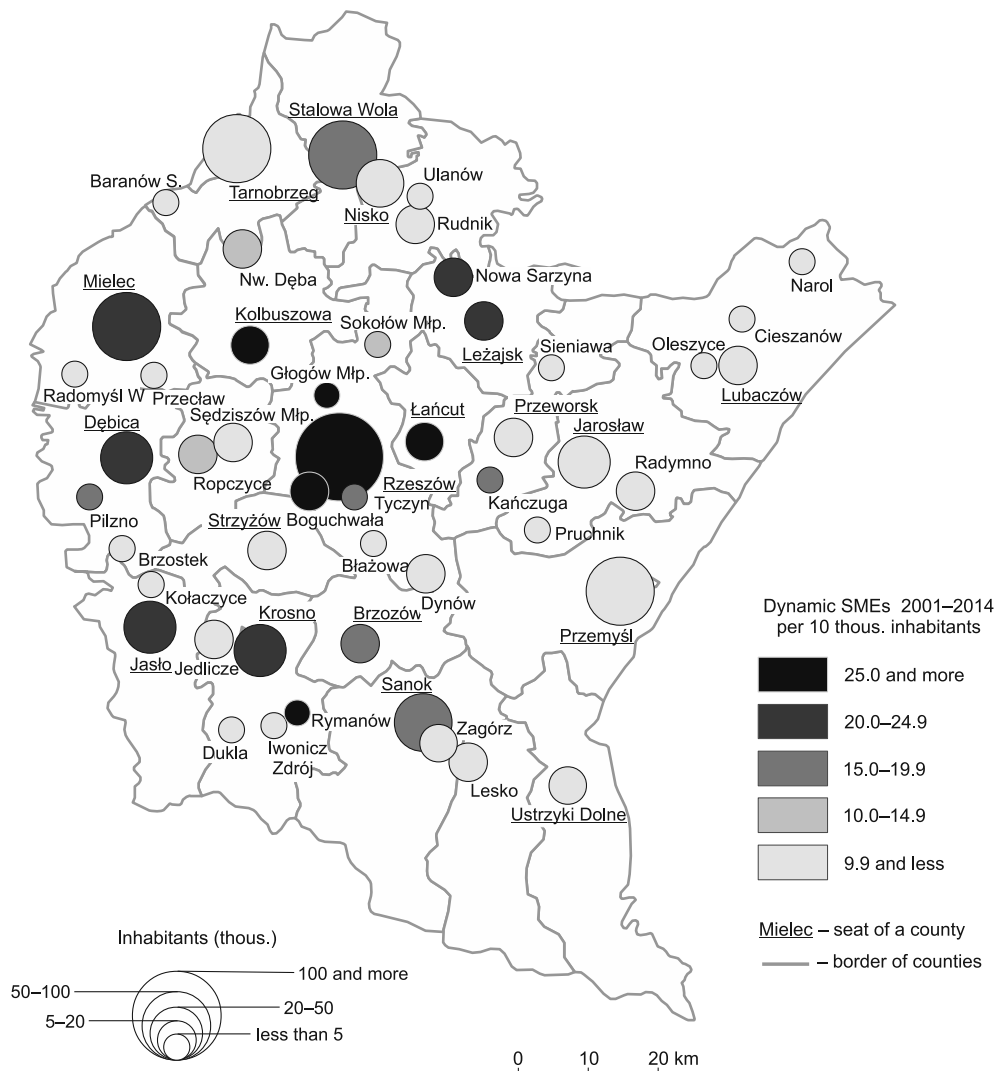 Stalowa Wola
Ulanów
Baranów S.
Tarnobrzeg
Nisko
Rudnik
Nw. Dęba
Nowa Sarzyna
Narol
Mielec
Kolbuszowa
Sokołów Młp.
Cieszanów
Leżajsk
Sieniawa
Oleszyce
Głogów Młp.
Radomyśl W
Przecław
Lubaczów
Sędziszów Młp.
Łańcut
Przeworsk
Dębica
Jarosław
Radymno
Ropczyce
Rzeszów
Kańczuga
Tyczyn
Pilzno
Strzyżów
Boguchwała
Pruchnik
Brzostek
Błażowa
Kołaczyce
Dynów
Dynamic SMEs 2001–2014
per 10 thous. inhabitants
Krosno
Brzozów
Przemyśl
Jasło
Jedlicze
25.0 and more
Sanok
Rymanów
20.0–24.9
Zagórz
Dukla
Iwonicz
Zdrój
15.0–19.9
Lesko
Ustrzyki Dolne
10.0–14.9
9.9 and less
Mielec – seat of a county
– border of counties
Inhabitants (thous.)
100 and more
50–100
20–50
5–20
less than 5
0 10 20 km